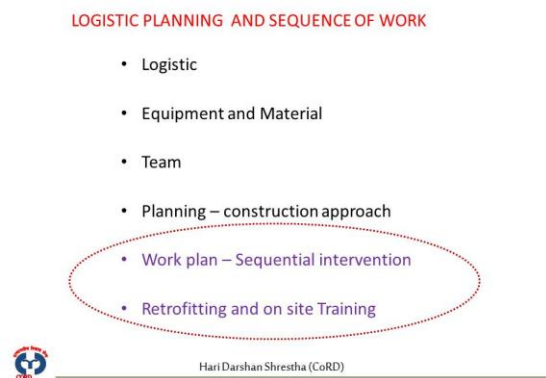 LOGISTIC PLANNING AND SEQUENCE OF WORK
• Logistic
• Equipment and Material
• Team
• Planning – construction approach
• Work plan – Sequential intervention
• Retrofitting and on site Training
Hari Darshan Shrestha (CoRD)